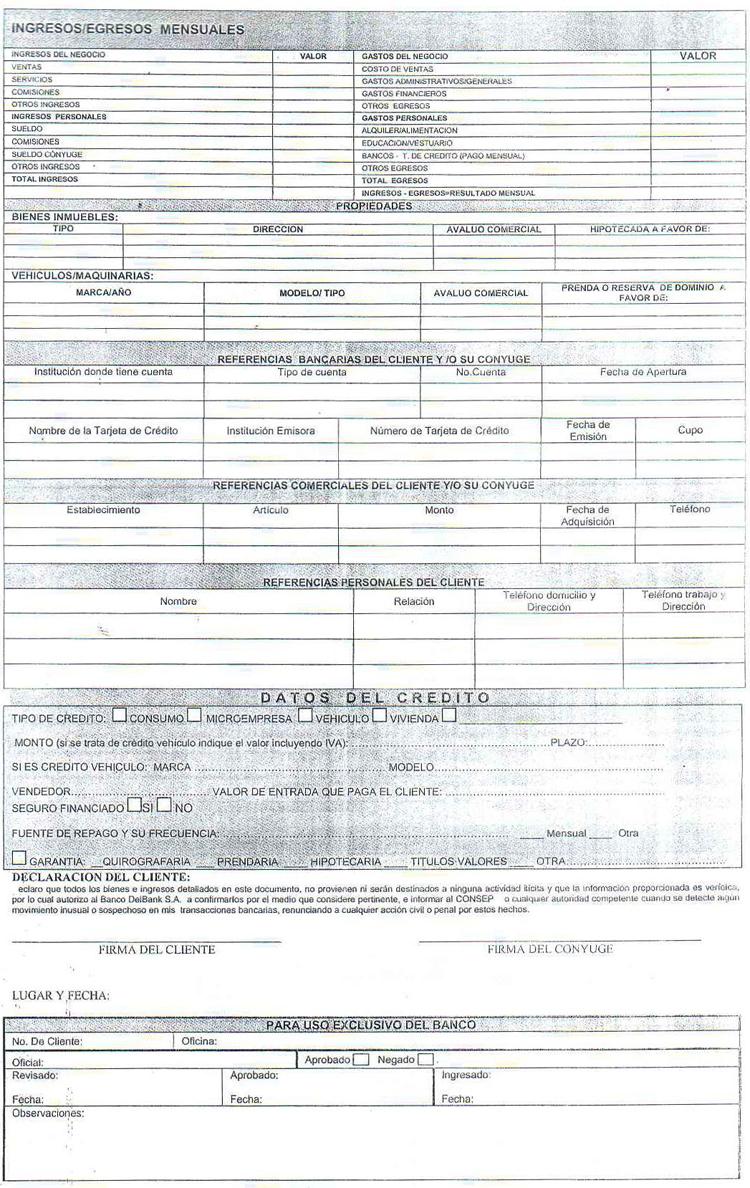 INGRESOS/EGRESOS MENSUALES
INGRESOS DEL NEGOCIO VALOR GASTOS DEL NEGOCIO VALOR
VENTAS COSTO DE VENTAS
SERVICIOS GASTOS ADMINISTRATIVOS/GENERALES
COMISIONES GASTOS FINANCIEROS
OTROS INGRESOS OTROS EGRESOS
INGRESOS PERSONALES GASTOS PERSONALES
SUELDO ALQUILER/ALIMENTACION
COMISIONES EDUCACION/VESTUARIO
SUELDO CÓNYUGE BANCOS - T. DE CREDITO (PAGO MENSUAL)
OTROS INGRESOS OTROS EGRESOS
TOTAL INGRESOS TOTAL EGRESOS
INGRESOS - EGRESOS=RESULTADO MENSUAL
PROPIEDADES
BIENES INMUEBLES:
TIPO DIRECCION AVALUO COMERCIAL HIPOTECADA A FAVOR DE:
VEHICULOS/MAQUINARIAS:
MARCA/AÑO MODELO/ TIPO AVALUO COMERCIAL PRENDA O RESERVA DE DOMINIO A
FAVOR DE:
REFERENCIAS BANCARIAS DEL CLIENTE Y /O SU CONYUGE
Institución donde tiene cuenta Tipo de cuenta No.Cuenta Fecha de Apertura
Nombre de la Tarjeta de Crédito Institución Emisora Número de Tarjeta de Crédito Fecha de Emisión Cupo
REFERENCIAS COMERCIALES DEL CLIENTE Y/O SU CONYUGE
Establecimiento Artículo Monto Fecha de Adquisición Teléfono
REFERENCIAS PERSONALES DEL CLIENTE
Nombre Relación Teléfono domicilio y Dirección Teléfono trabajo y Dirección
DATOS DEL CREDITO
TIPO DE CREDITO: CONSUMO MICROEMPRESA VEHICULO VIVIENDA
MONTO (si se trata de crédito vehículo indique el valor incluyendo IVA): PLAZO:
SI ES CREDITO VEHICULO: MARCA MODELO
VENDEDOR VALOR DE ENTRADA QUE PAGA EL CLIENTE:
SEGURO FINANCIADO SI NO
FUENTE DE REPAGO Y SU FRECUENCIA: ____ Mensual ____ Otra
GARANTIA: __QUIROGRAFARIA ____ PRENDARIA ____ HIPOTECARIA ____ TITULOS VALORES ____ OTRA
DECLARACION DEL CLIENTE:
eclaro que todos los bienes e ingresos detallados en este documento, no provienen ni serán destinados a ninguna actividad ilícita y que la información proporcionada es verídica,
por lo cual autorizo al Banco DelBank S.A. a confirmarlos por el medio que considere pertinente, e informar al CONSEP o cualquier autoridad competente cuando se detecte algún
movimiento inusual o sospechoso en mis transacciones bancarias, renunciando a cualquier acción civil o penal por estos hechos.
FIRMA DEL CLIENTE FIRMA DEL CONYUGE
LUGAR Y FECHA:
PARA USO EXCLUSIVO DEL BANCO
No. De Cliente: Oficina:
Oficial: Aprobado Negado
Revisado: Aprobado: Ingresado:
Fecha: Fecha: Fecha:
Observaciones: